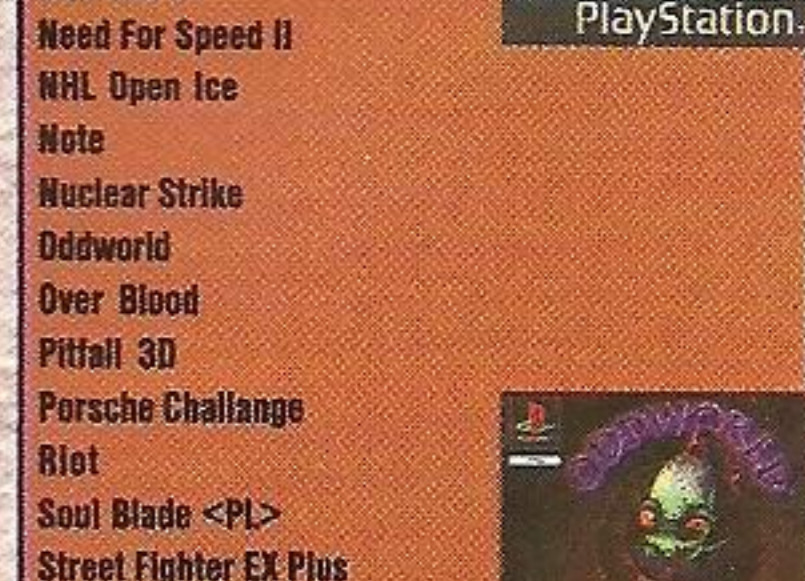 Need For Speed II
NHL Open Ice
Note
Nuclear Strike
Oddworld
Over Blood
Pitfall 3D
Porsche Challange
Riot
Soul Blade <PL>
Street Fighter EX Plus
PlayStation
ODDWORLD